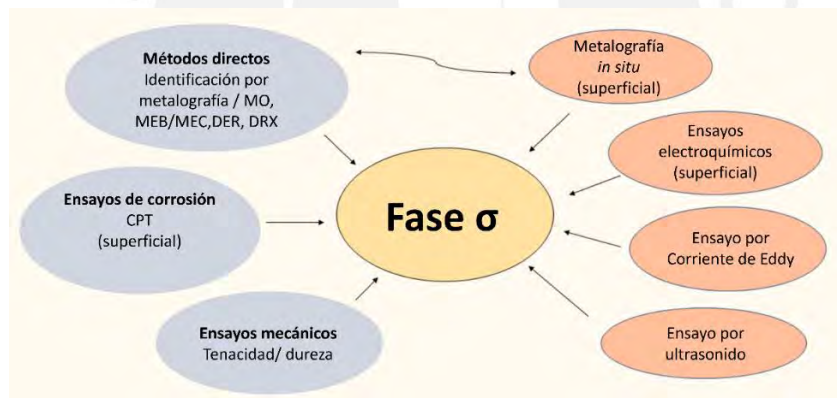 Métodos directos
Identificación por
metalografía / MO,
MEB/MEC,DER, DRX
Metalografía
in situ
(superficial)
Ensayos
electroquímicos
(superficial)
Ensayos de corrosión
CPT
(superficial)
Fase σ
Ensayo por
Corriente de Eddy
Ensayos mecánicos
Tenacidad/ dureza
Ensayo por
ultrasonido